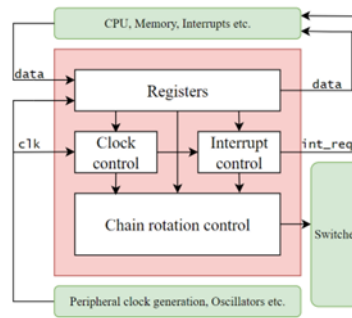 CPU, Memory, Interrupts etc.
data
Registers
data
clk
Clock
control
Interrupt
control
int_req
Chain rotation control
Switche
Peripheral clock generation, Oscillators etc.